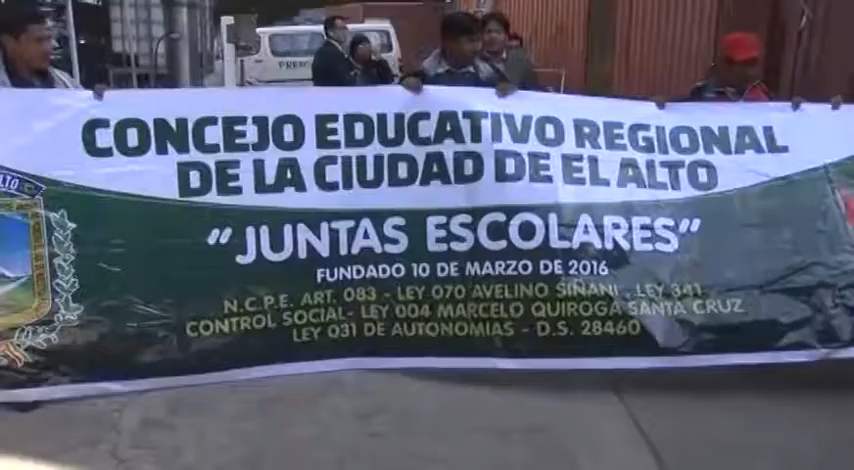 PREN
CONCEJO EDUCATIVO REGIONAL
DE LA CIUDAD DE EL ALTO
"JUNTAS ESCOLARES"
FUNDADO 10 DE MARZO DE 2016
N.C.P.E. ART. 083 - LEY 070 AVELINO SIÑANI - LEY 341
CONTROL SOCIAL- LEY 004 MARCELO QUIROGA SANTA CRUZ
LEY 031 DE AUTONOMIAS - D.S. 28460